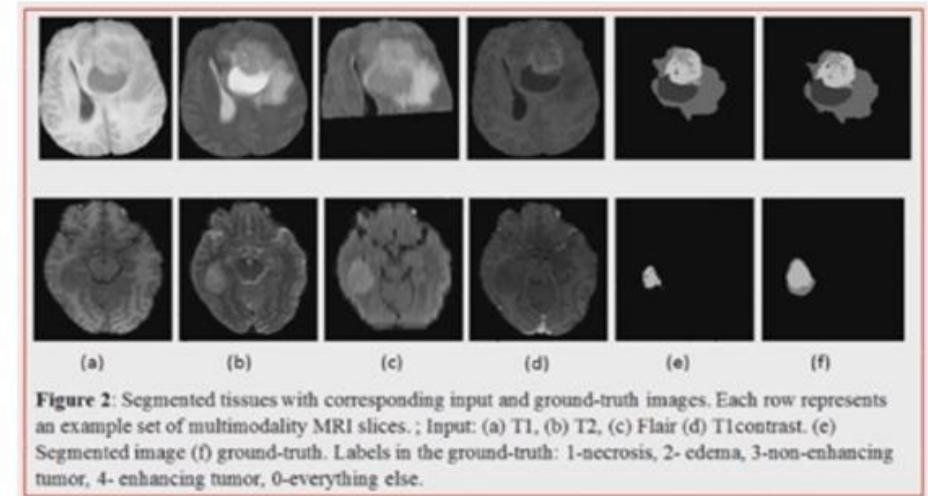 (a) (b) (c) (d) (e) (f)
Figure 2: Segmented tissues with corresponding input and ground-truth images. Each row represents
an example set of multimodality MRI slices. ; Input: (a) T1, (b) T2, (c) Flair (d) T1contrast. (e)
Segmented image (f) ground-truth. Labels in the ground-truth: 1-necrosis, 2- edema, 3-non-enhancing
tumor, 4- enhancing tumor, 0-everything else.